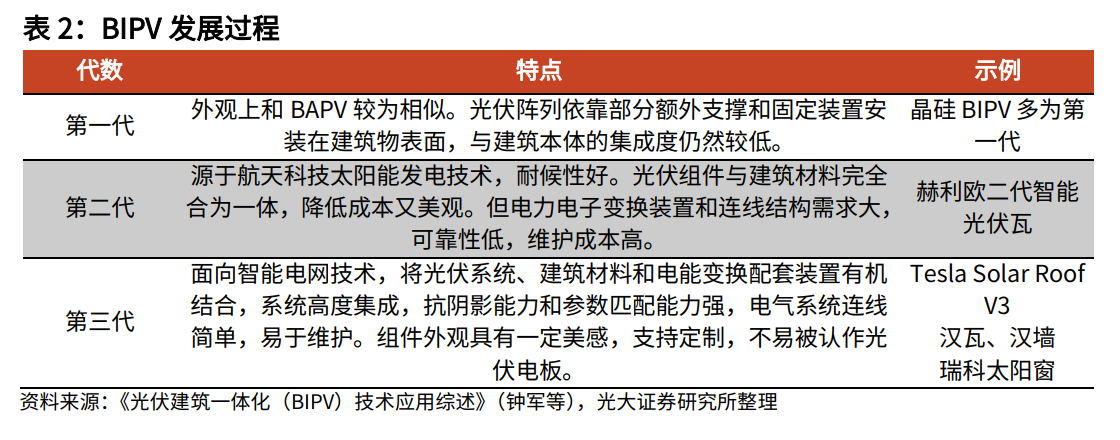 表 2：BIPV 发展过程
代数 特点 示例
第一代
外观上和 BAPV 较为相似。光伏阵列依靠部分额外支撑和固定装置安
装在建筑物表面，与建筑本体的集成度仍然较低。
晶硅 BIPV 多为第
一代
第二代
源于航天科技太阳能发电技术，耐候性好。光伏组件与建筑材料完全
合为一体，降低成本又美观。但电力电子变换装置和连线结构需求大，
可靠性低，维护成本高。
赫利欧二代智能
光伏瓦
第三代
面向智能电网技术，将光伏系统、建筑材料和电能变换配套装置有机
结合，系统高度集成，抗阴影能力和参数匹配能力强，电气系统连线
简单，易于维护。组件外观具有一定美感，支持定制，不易被认作光
伏电板。
Tesla Solar Roof
V3
汉瓦、汉墙
瑞科太阳窗
资料来源：《光伏建筑一体化（BIPV）技术应用综述》（钟军等），光大证券研究所整理